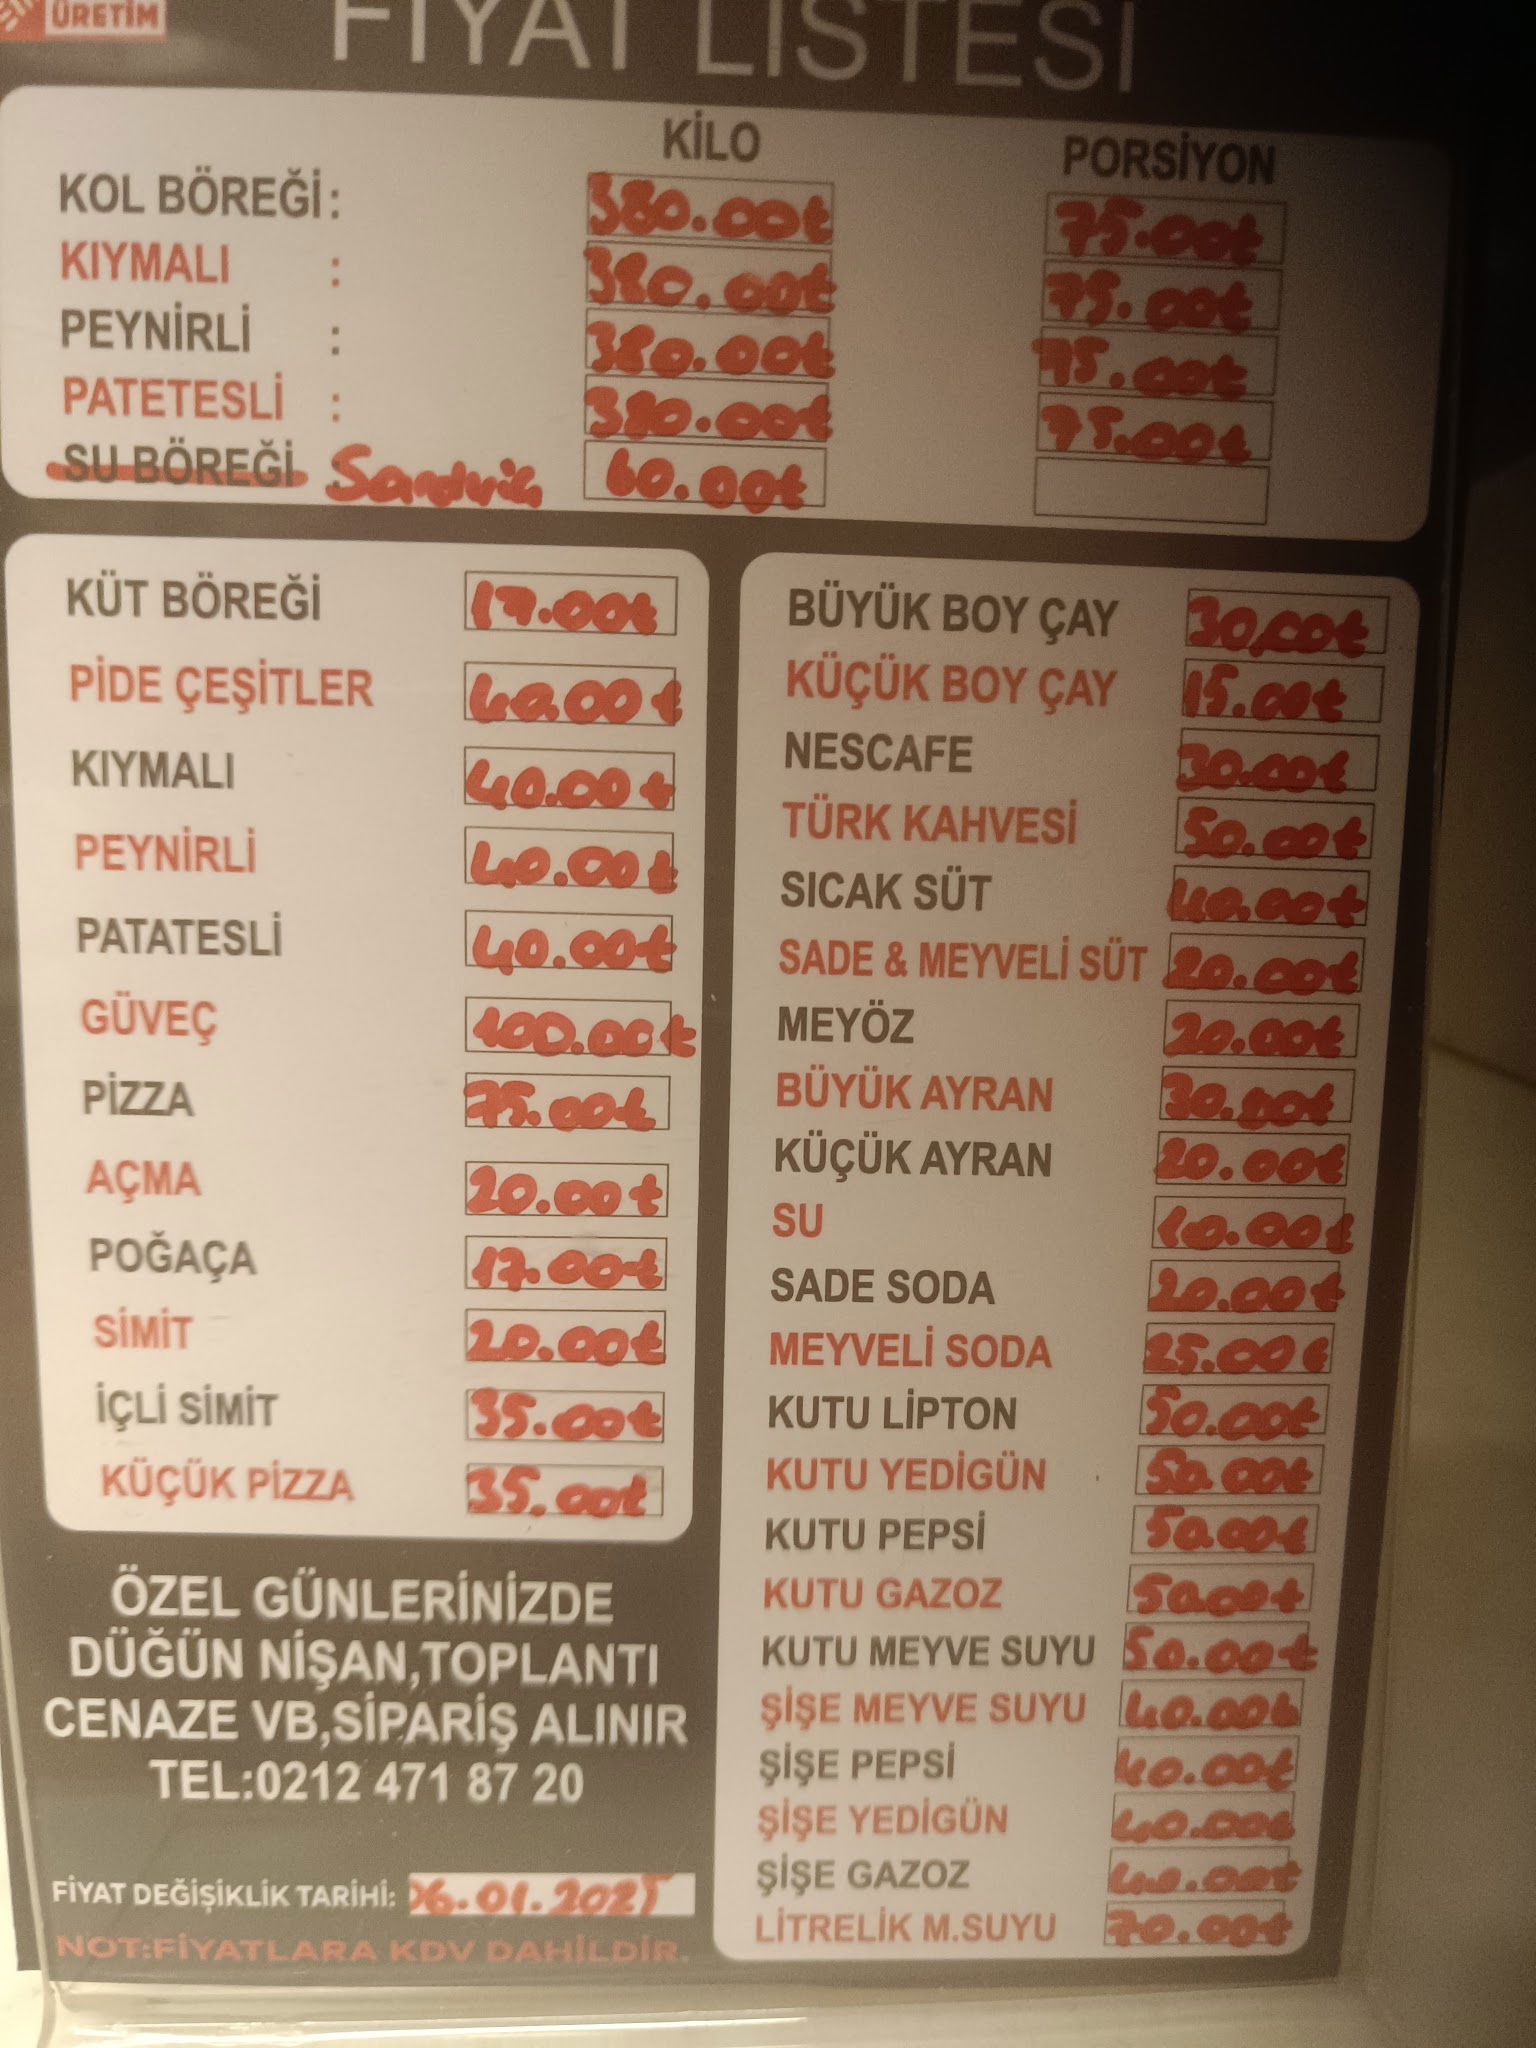 ÜRETİM
FİYAT LİSTESİ
KİLO PORSİYON
KOL BÖREĞİ: 380.00₺ 75.00₺
KIYMALI : 380.00₺ 75.00₺
PEYNİRLİ : 380.00₺ 75.00₺
PATETESLİ : 380.00₺ 75.00₺
SU BÖREĞİ : Sandviç 60.00₺
KÜT BÖREĞİ 17.00₺
PİDE ÇEŞİTLER 40.00₺
KIYMALI 40.00₺
PEYNİRLİ 40.00₺
PATATESLİ 40.00₺
GÜVEÇ 100.00₺
PİZZA 75.00₺
AÇMA 20.00₺
POĞAÇA 17.00₺
SİMİT 20.00₺
İÇLİ SİMİT 35.00₺
KÜÇÜK PİZZA 35.00₺
BÜYÜK BOY ÇAY 30.00₺
KÜÇÜK BOY ÇAY 15.00₺
NESCAFE 30.00₺
TÜRK KAHVESİ 50.00₺
SICAK SÜT 40.00₺
SADE & MEYVELİ SÜT 20.00₺
MEYÖZ 20.00₺
BÜYÜK AYRAN 30.00₺
KÜÇÜK AYRAN 20.00₺
SU 10.00₺
SADE SODA 20.00₺
MEYVELİ SODA 25.00₺
KUTU LİPTON 50.00₺
KUTU YEDİGÜN 50.00₺
KUTU PEPSİ 50.00₺
KUTU GAZOZ 50.00₺
KUTU MEYVE SUYU 50.00₺
ŞİŞE MEYVE SUYU 40.00₺
ŞİŞE PEPSİ 40.00₺
ŞİŞE YEDİGÜN 40.00₺
ŞİŞE GAZOZ 40.00₺
LİTRELİK M.SUYU 70.00₺
ÖZEL GÜNLERİNİZDE
DÜĞÜN NİŞAN,TOPLANTI
CENAZE VB,SİPARİŞ ALINIR
TEL:0212 471 87 20
FİYAT DEĞİŞİKLİK TARİHİ: 06.01.2025
NOT:FİYATLARA KDV DAHİLDİR.